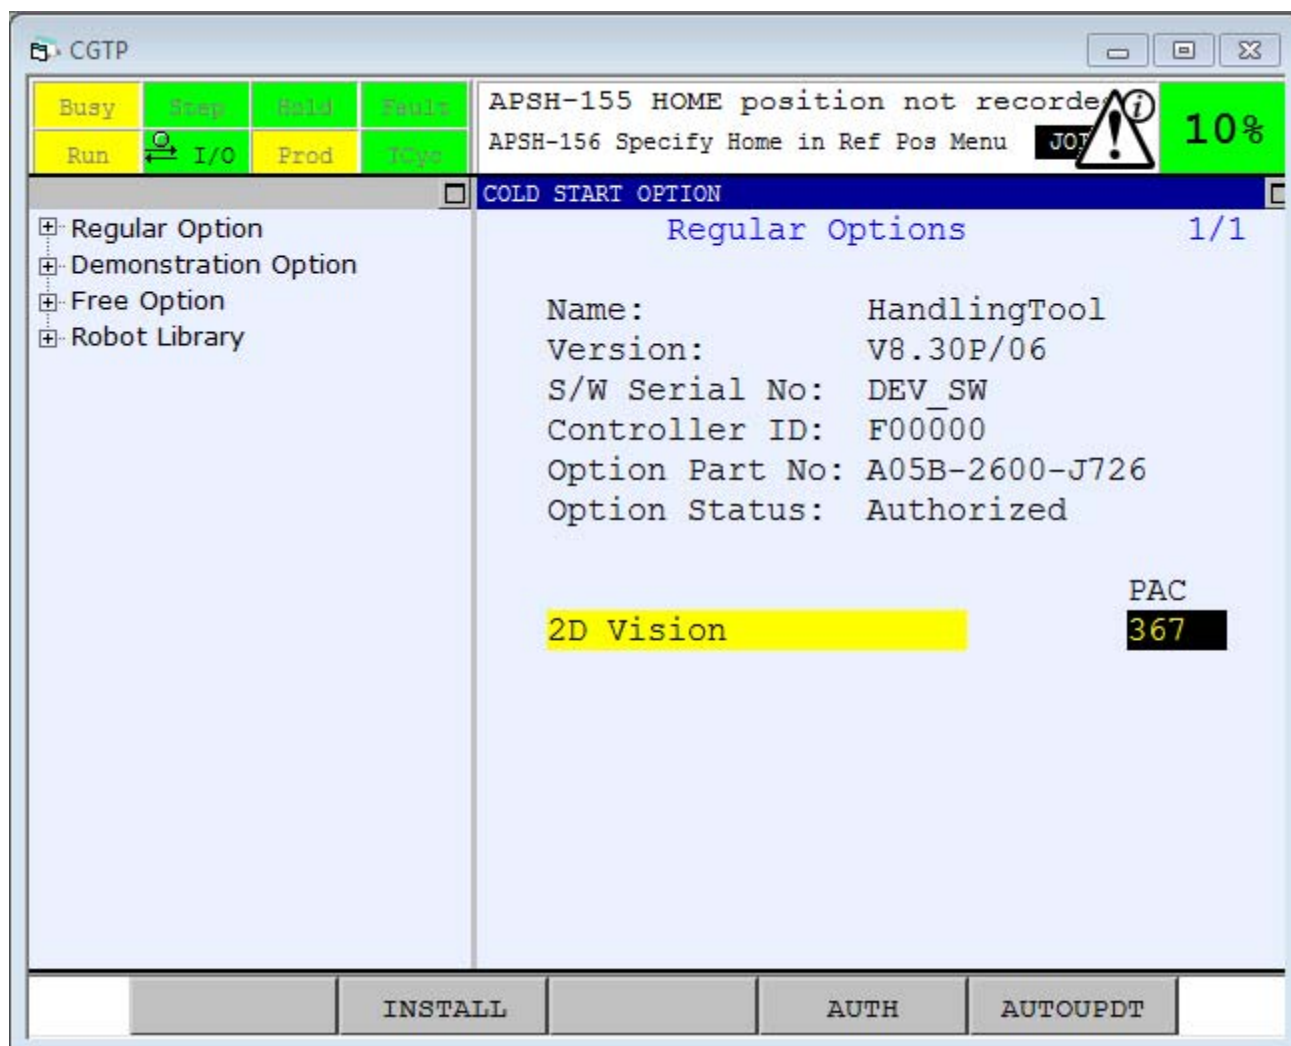 CGTP
Busy Step Hold Fault
Run I/O Prod TCyc
APSH-155 HOME position not recorde
APSH-156 Specify Home in Ref Pos Menu
10%
Regular Option
Demonstration Option
Free Option
Robot Library
COLD START OPTION
Regular Options 1/1
Name: HandlingTool
Version: V8.30P/06
S/W Serial No: DEV_SW
Controller ID: F00000
Option Part No: A05B-2600-J726
Option Status: Authorized
PAC
2D Vision 367
INSTALL AUTH AUTOUPDT